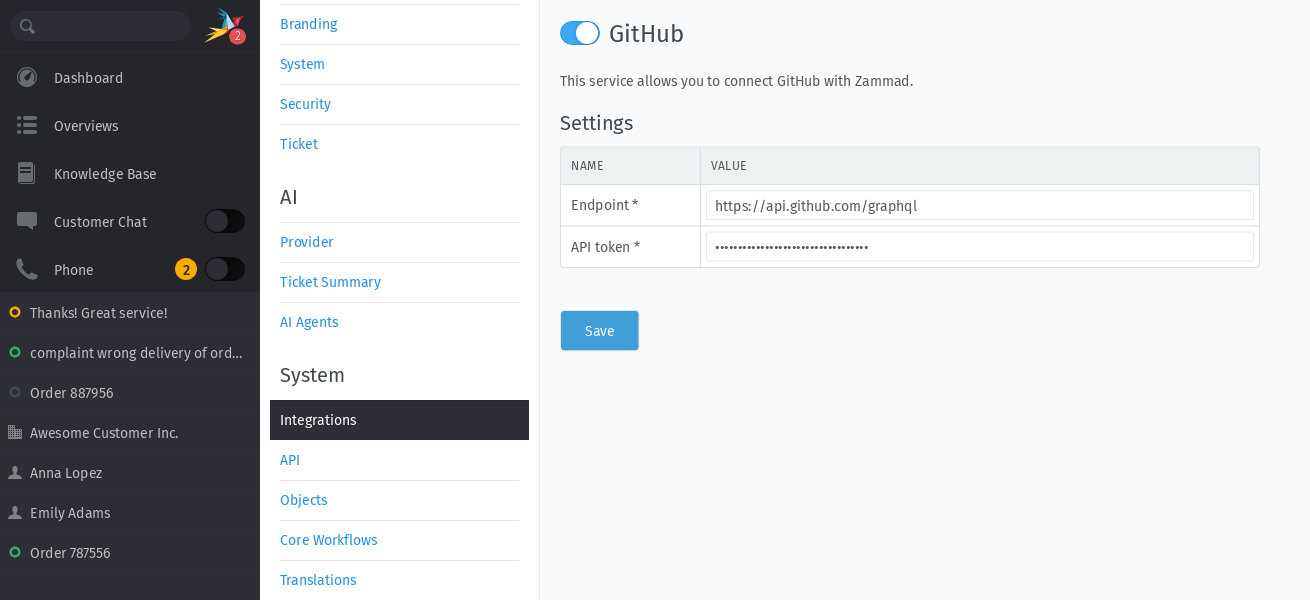 2
Dashboard
Overviews
Knowledge Base
Customer Chat
Phone 2
Thanks! Great service!
complaint wrong delivery of ord...
Order 887956
Awesome Customer Inc.
Anna Lopez
Emily Adams
Order 787556
Branding
System
Security
Ticket
AI
Provider
Ticket Summary
AI Agents
System
Integrations
API
Objects
Core Workflows
Translations
GitHub
This service allows you to connect GitHub with Zammad.
Settings
NAME VALUE
Endpoint * https://api.github.com/graphql
API token * ••••••••••••••••••••••••••••••••••
Save